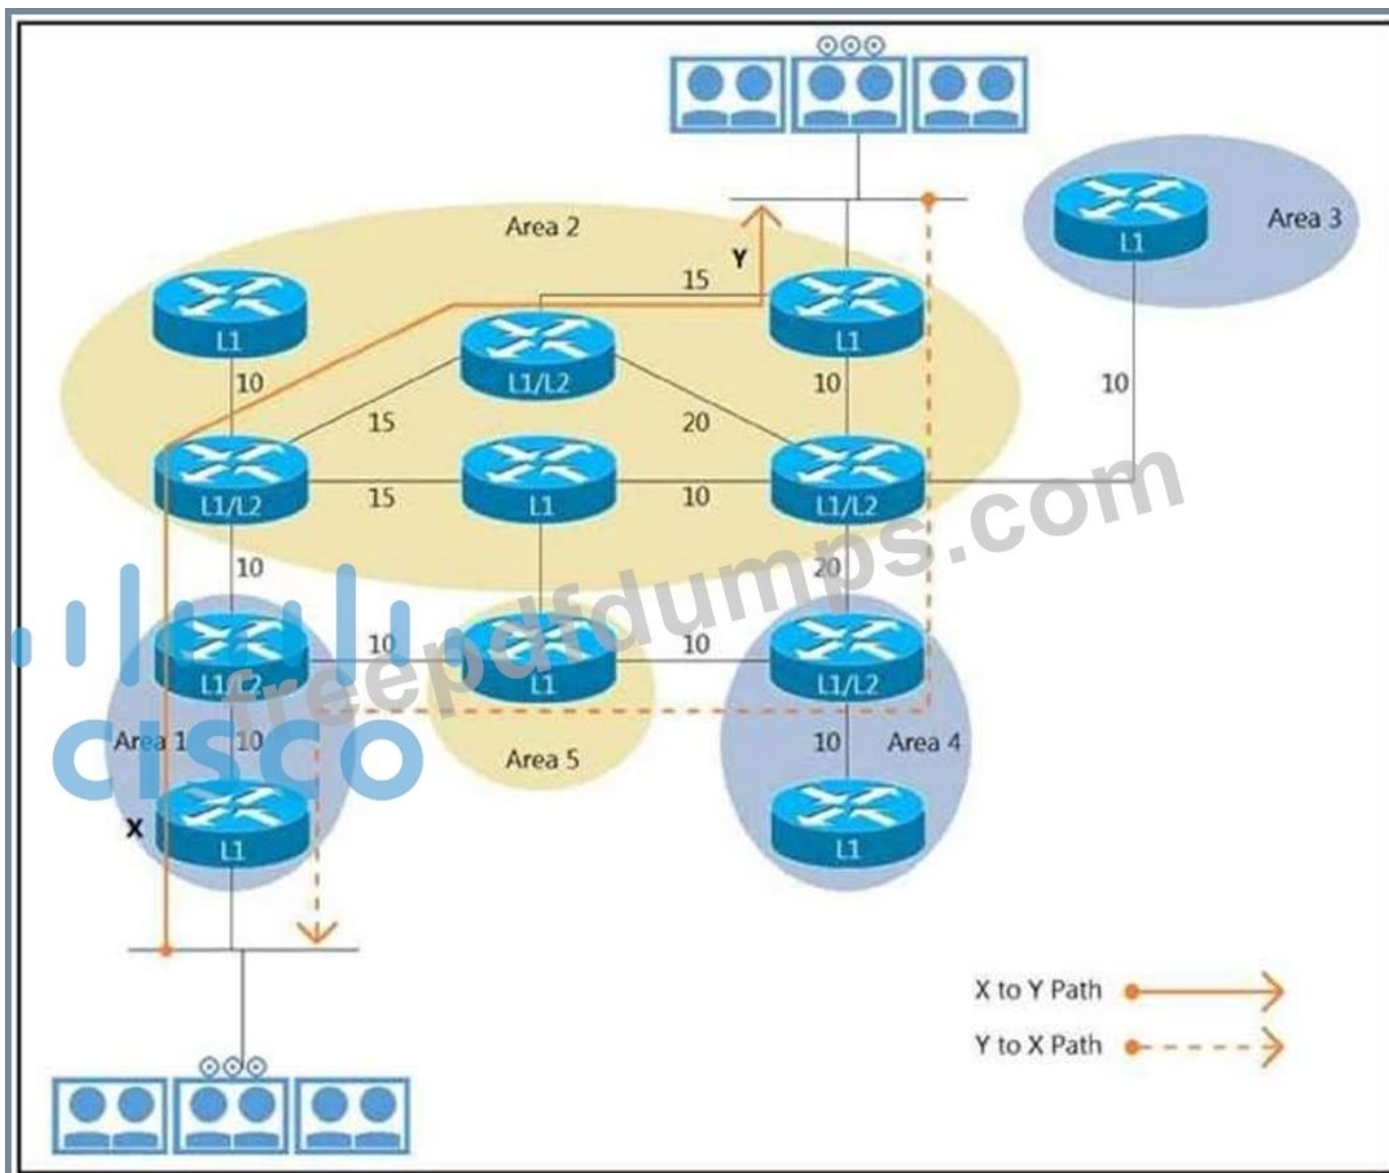 Area 2
Area 3
L1
Y
15
L1
L1/L2
L1
10
10
10
15
20
L1/L2
15
L1
10
L1/L2
10
20
freepdfdumps.com
L1/L2
10
L1
10
L1/L2
Area 1
10
Area 5
10
Area 4
CISCO
X
L1
L1
X to Y Path
Y to X Path